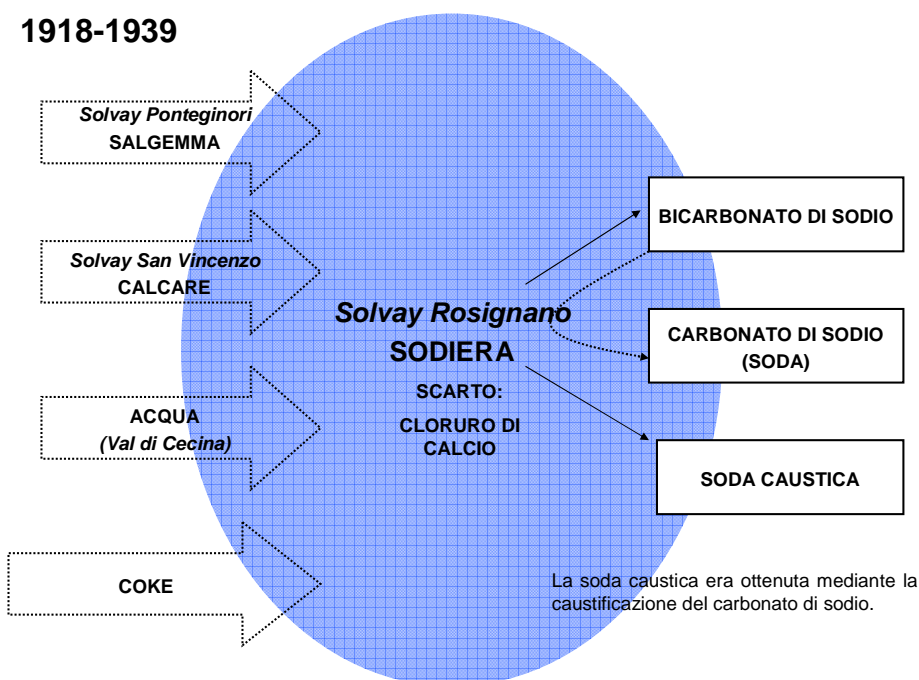 1918-1939
Solvay Ponteginori
SALGEMMA
Solvay San Vincenzo
CALCARE
ACQUA
(Val di Cecina)
COKE
Solvay Rosignano
SODIERA
SCARTO:
CLORURO DI
CALCIO
BICARBONATO DI SODIO
CARBONATO DI SODIO
(SODA)
SODA CAUSTICA
La soda caustica era ottenuta mediante la
caustificazione del carbonato di sodio.